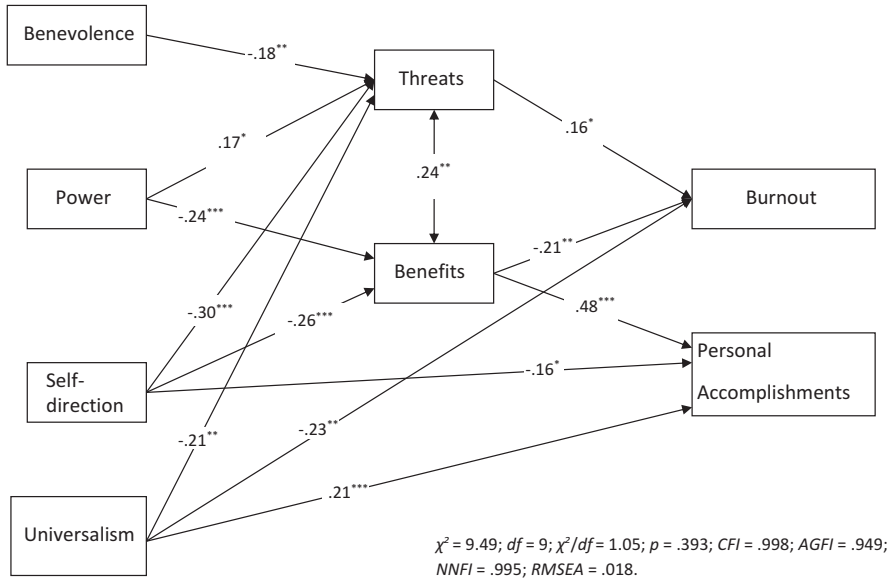 Benevolence
-.18**
Threats
.17*
.16*
Power
.24**
Burnout
-.24***
-.21**
Benefits
-.30***
-.26***
.48***
Personal
Accomplishments
Self-
direction
-.16*
-.21**
-.23**
.21***
Universalism
χ² = 9.49; df = 9; χ²/df = 1.05; p = .393; CFI = .998; AGFI = .949;
NNFI = .995; RMSEA = .018.